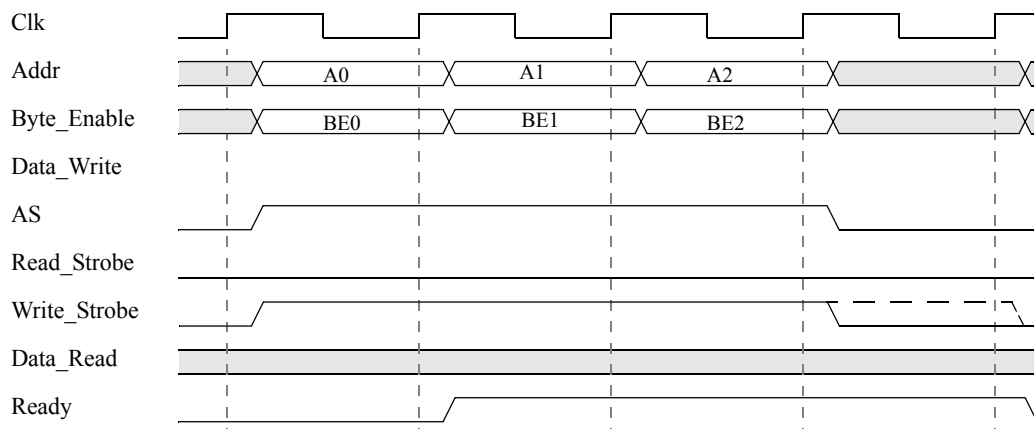 Clk
Addr A0 A1 A2
Byte_Enable BE0 BE1 BE2
Data_Write
AS
Read_Strobe
Write_Strobe
Data_Read
Ready